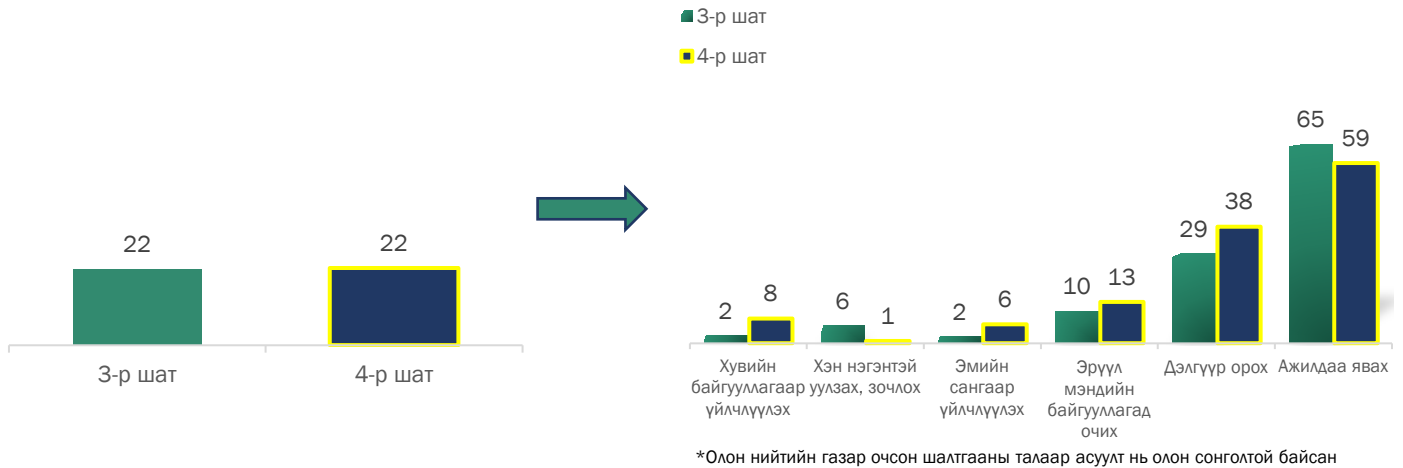 3-р шат
4-р шат
22
22
3-р шат
4-р шат
2
8
6
1
2
6
10
13
29
38
65
59
Хувийн
байгууллагаар
үйлчлүүлэх
Хэн нэгэнтэй
уулзах, зочлох
Эмийн
сангаар
үйлчлүүлэх
Эрүүл
мэндийн
байгууллагад
очих
Дэлгүүр орох
Ажилдаа явах
*Олон нийтийн газар очсон шалтгааны талаар асуулт нь олон сонголтой байсан